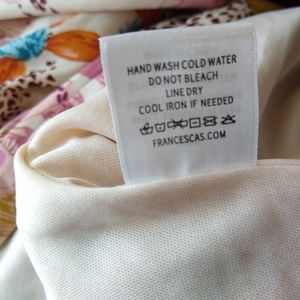 HAND WASH COLD WATER
DO NOT BLEACH
LINE DRY
COOL IRON IF NEEDED
FRANCESCAS.COM